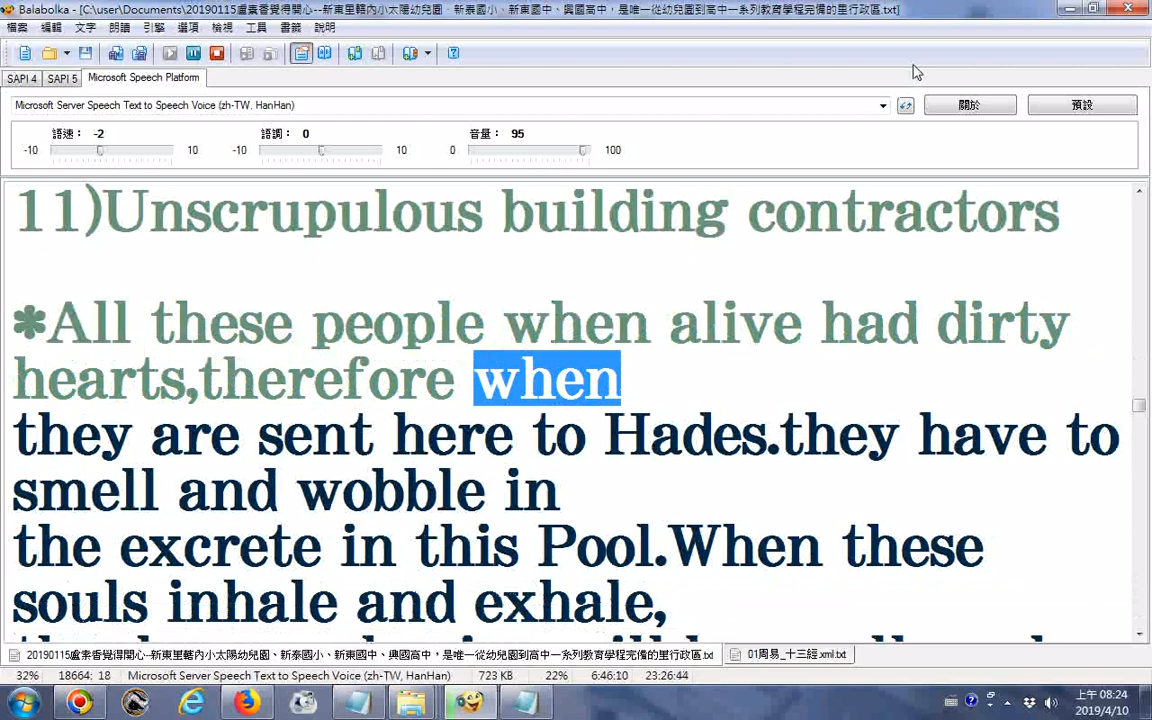 Balabolka - [C:\user\Documents\20190115盧素香覺得開心--新東里轄內小太陽幼兒園、新泰國小、新東國中、興國高中，是唯一從幼兒園到高中一系列教育學程完備的里行政區.txt]
檔案 編輯 文字 朗讀 引擎 選項 檢視 工具 書籤 說明
SAPI 4 SAPI 5 Microsoft Speech Platform
Microsoft Server Speech Text to Speech Voice (zh-TW, HanHan) 關於 預設
語速： -2 語調： 0 音量： 95
-10 10 -10 10 0 100
11)Unscrupulous building contractors
*All these people when alive had dirty
hearts,therefore when
they are sent here to Hades.they have to
smell and wobble in
the excrete in this Pool.When these
souls inhale and exhale,
20190115盧素香覺得開心--新東里轄內小太陽幼兒園、新泰國小、新東國中、興國高中，是唯一從幼兒園到高中一系列教育學程完備的里行政區.txt 01周易_十三經.xml.txt
32% 18664: 18 Microsoft Server Speech Text to Speech Voice (zh-TW, HanHan) 723 KB 22% 6:46:10 23:26:44
上午 08:24
2019/4/10